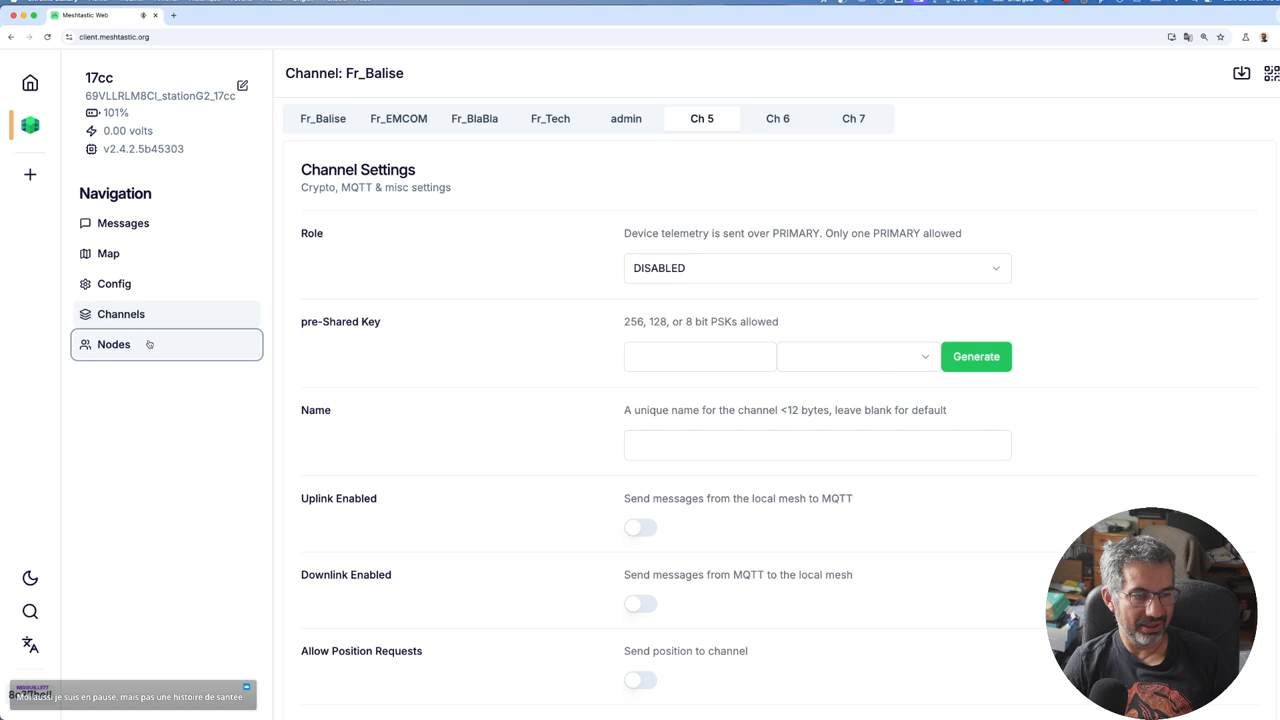 Meshtastic Web
client.meshtastic.org
17cc
69VLLRLM8CI_stationG2_17cc
101%
0.00 volts
v2.4.2.5b45303
Navigation
Messages
Map
Config
Channels
Nodes
Channel: Fr_Balise
Fr_Balise Fr_EMCOM Fr_BlaBla Fr_Tech admin Ch 5 Ch 6 Ch 7
Channel Settings
Crypto, MQTT & misc settings
Role
Device telemetry is sent over PRIMARY. Only one PRIMARY allowed
DISABLED
pre-Shared Key
256, 128, or 8 bit PSKs allowed
Generate
Name
A unique name for the channel <12 bytes, leave blank for default
Uplink Enabled
Send messages from the local mesh to MQTT
Downlink Enabled
Send messages from MQTT to the local mesh
Allow Position Requests
Send position to channel
Moi aussi je suis en pause, mais pas une histoire de santée